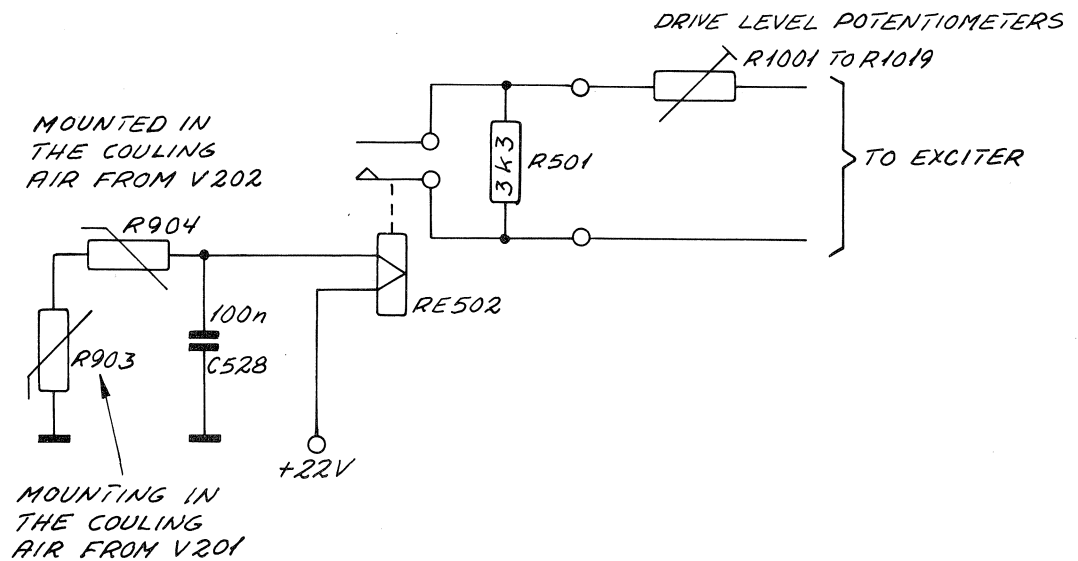 DRIVE LEVEL POTENTIOMETERS
R1001 TO R1019
MOUNTED IN
THE COULING
AIR FROM V202
3k3
R501
TO EXCITER
R904
RE502
100n
C528
R903
+22V
MOUNTING IN
THE COULING
AIR FROM V201